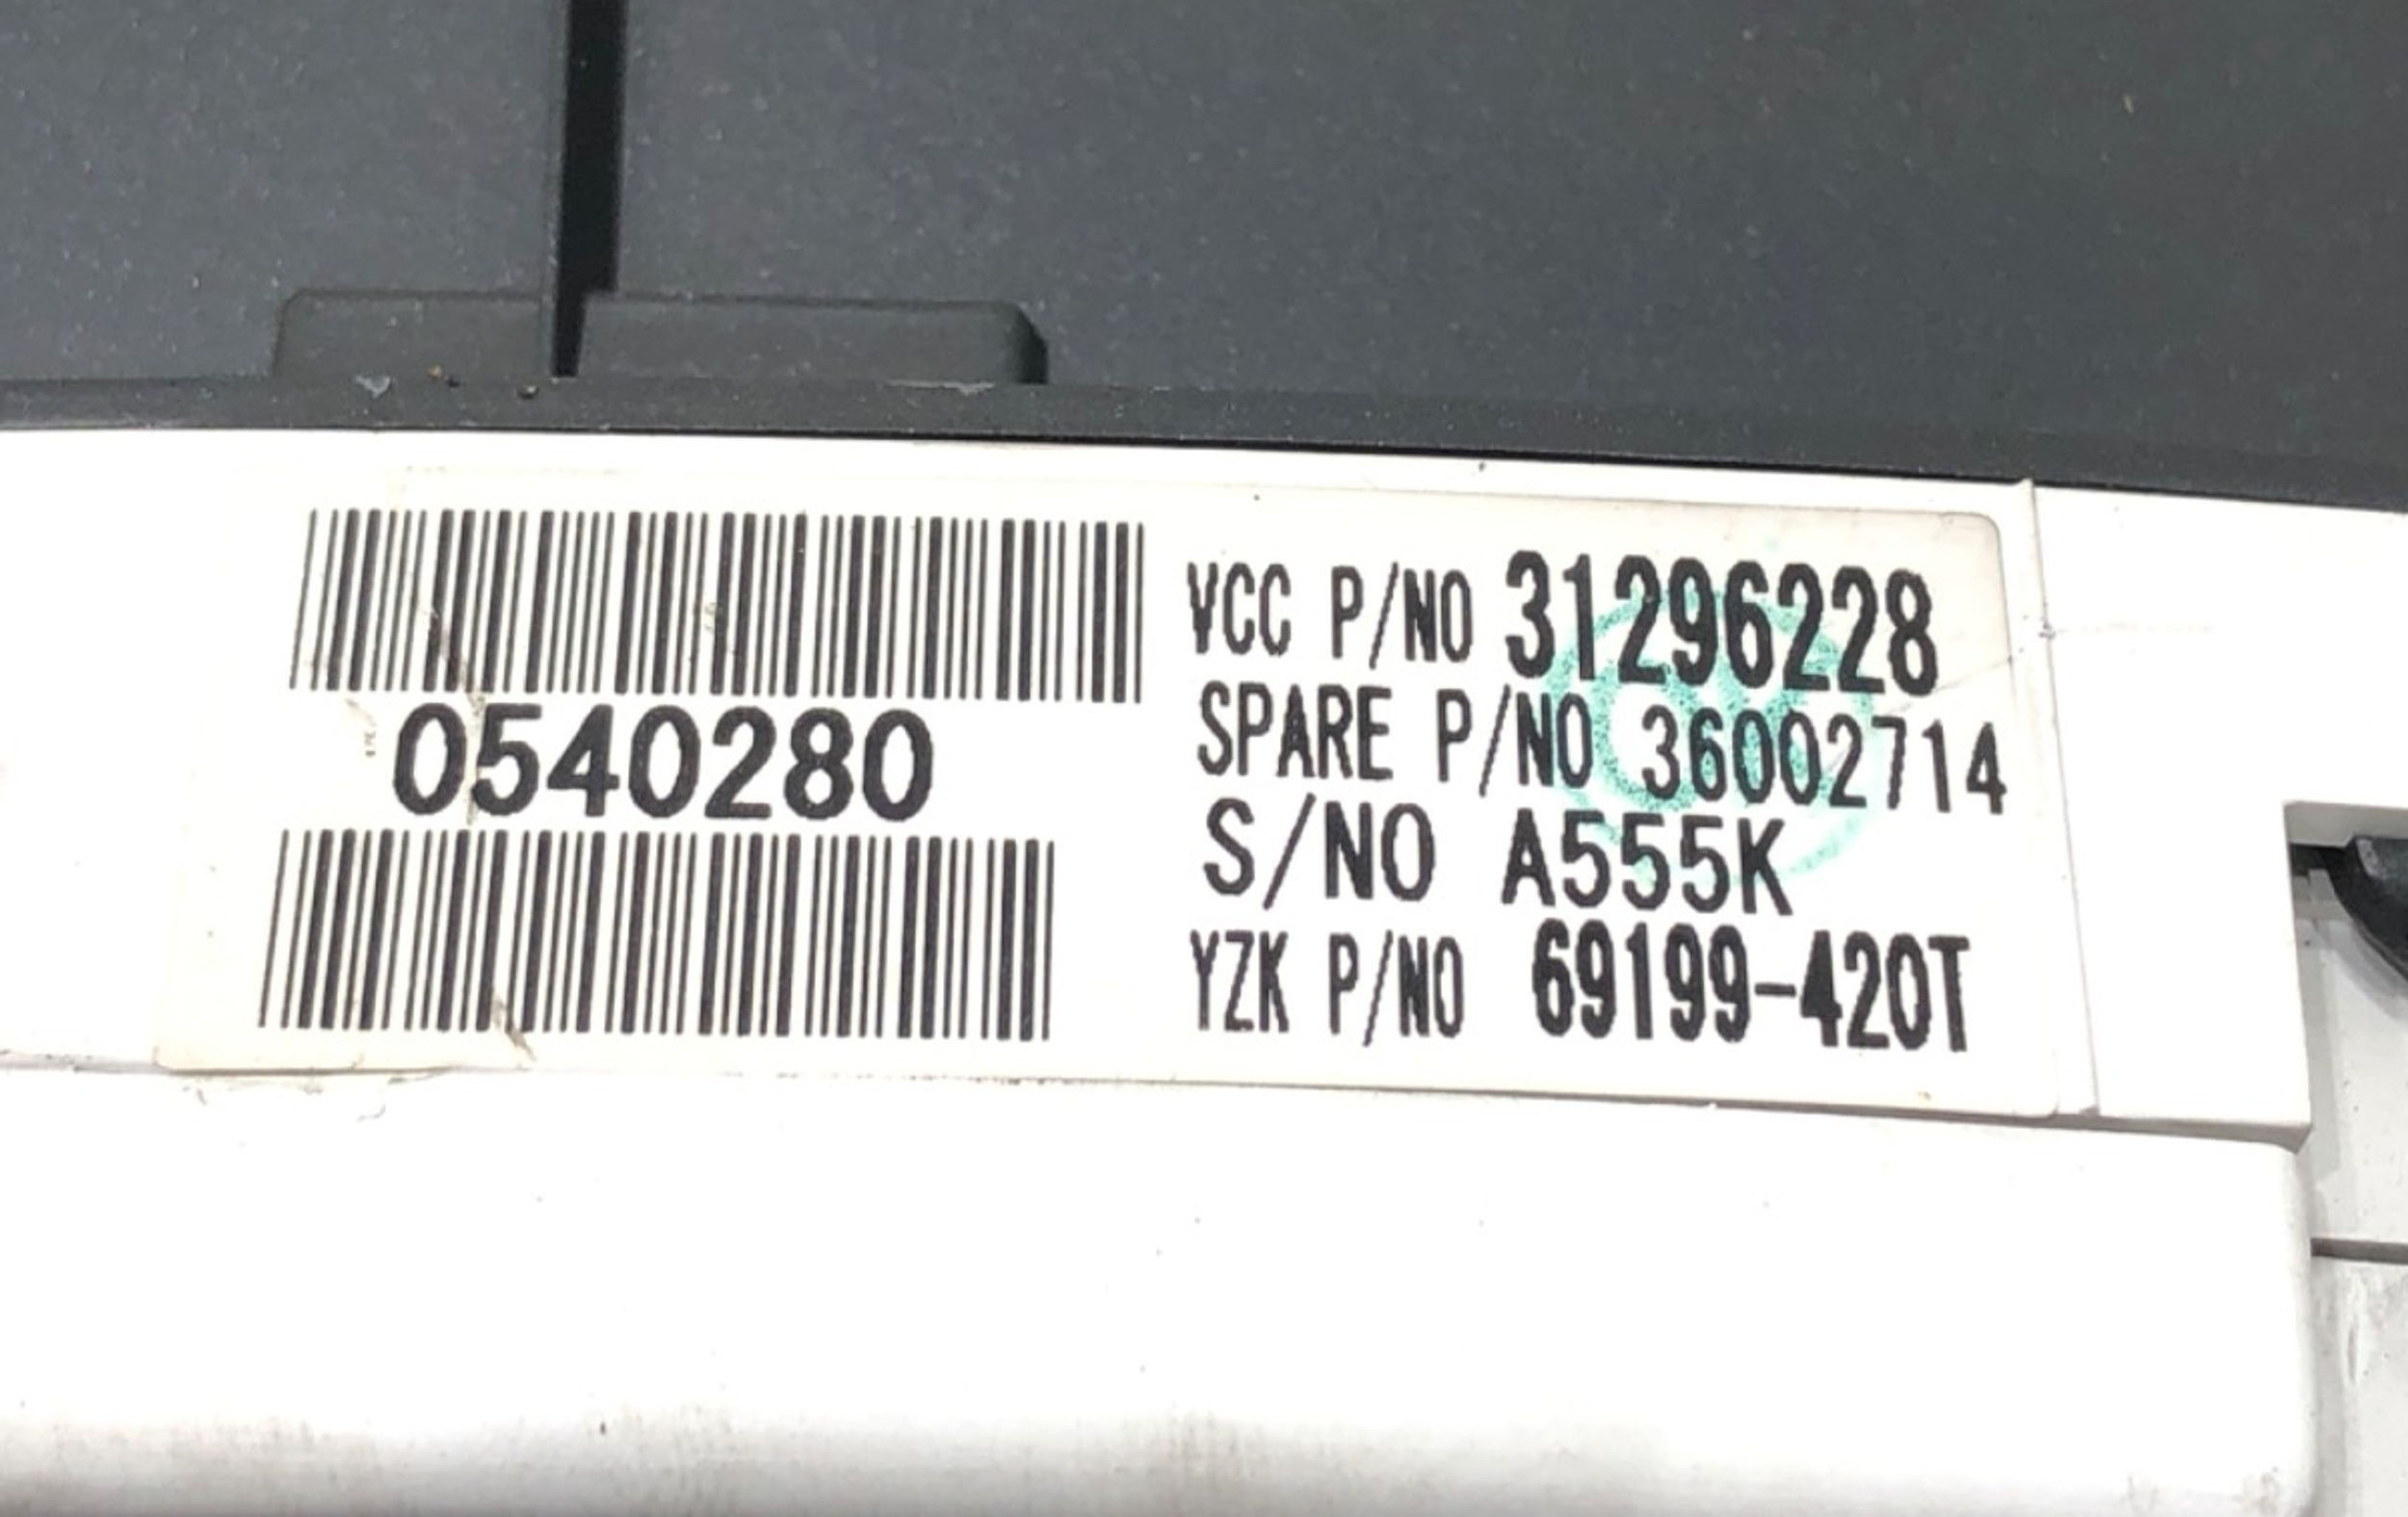 0540280
VCC P/NO 31296228
SPARE P/NO 36002714
S/NO A555K
YZK P/NO 69199-420T